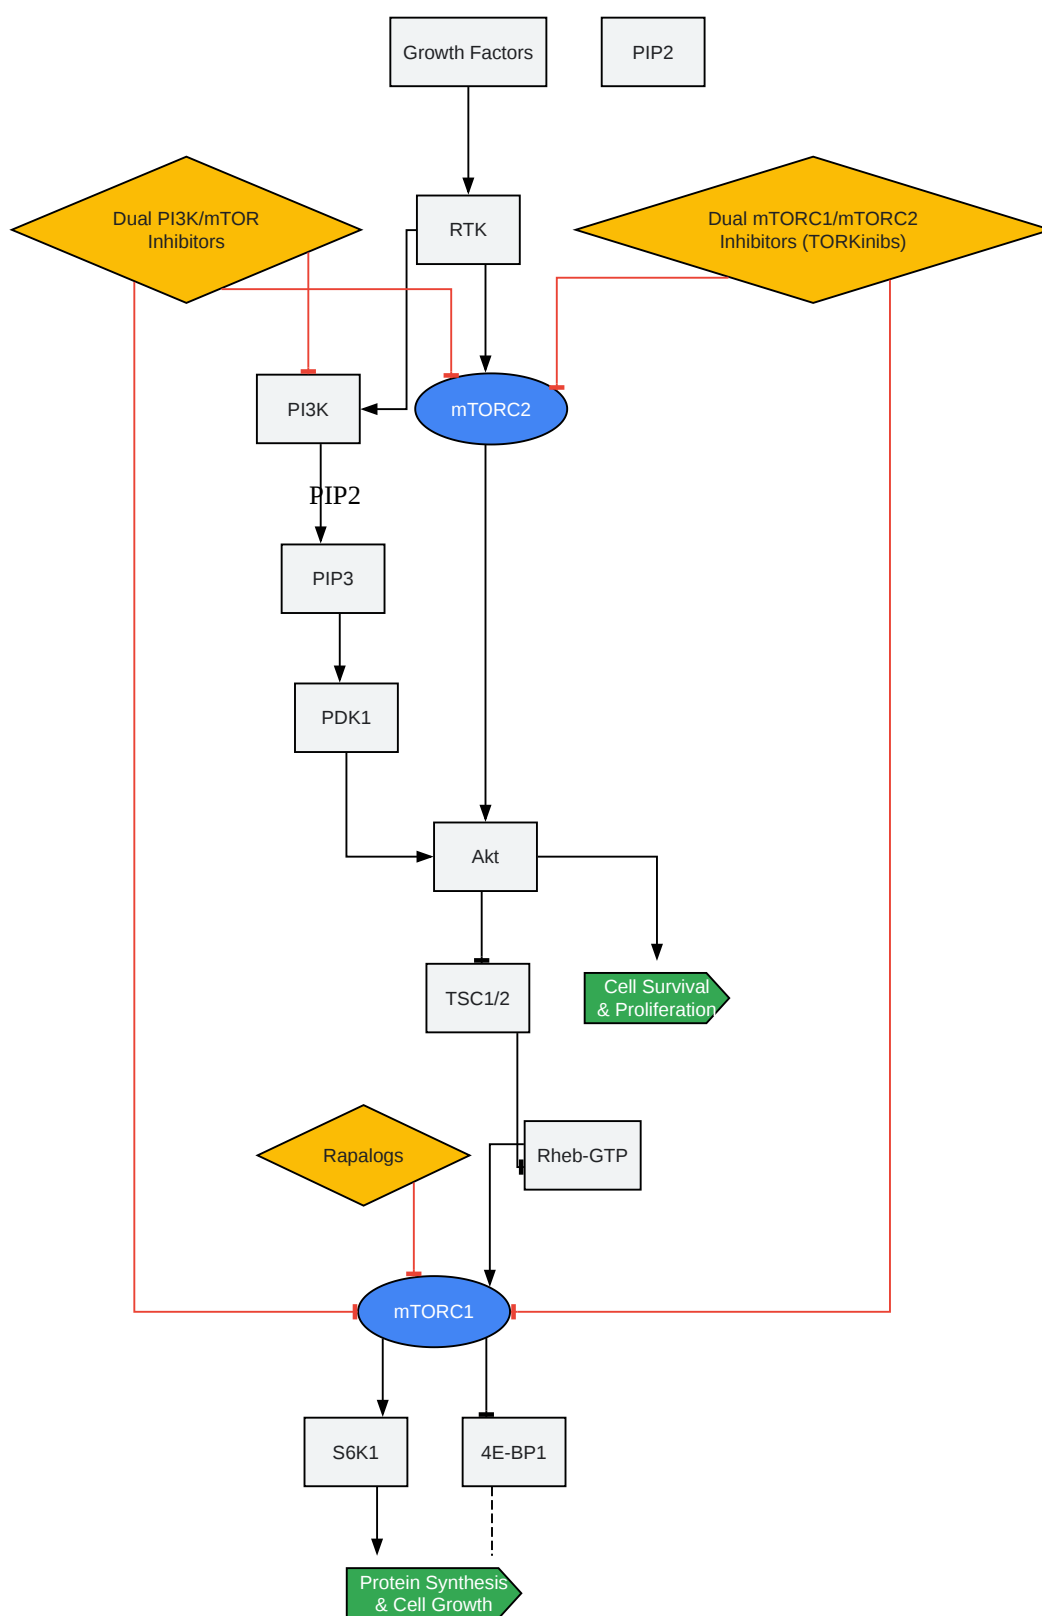 Growth Factors
PIP2
Dual PI3K/mTOR
Inhibitors
RTK
Dual mTORC1/mTORC2
Inhibitors (TORKinibs)
PI3K
mTORC2
PIP2
PIP3
PDK1
Akt
TSC1/2
Cell Survival
& Proliferation
Rapalogs
Rheb-GTP
mTORC1
S6K1
4E-BP1
Protein Synthesis
& Cell Growth